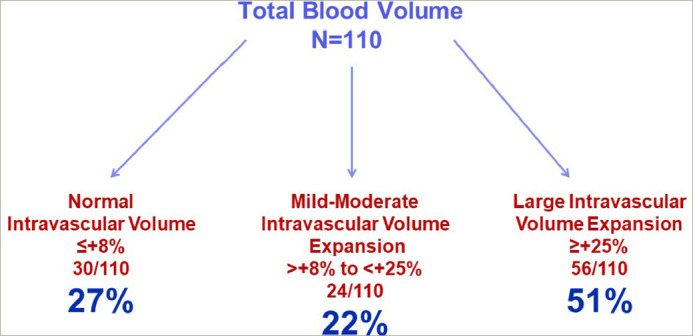 Total Blood Volume
N=110
Normal
Intravascular Volume
≤+8%
30/110
27%
Mild-Moderate
Intravascular Volume
Expansion
>+8% to <+25%
24/110
22%
Large Intravascular
Volume Expansion
≥+25%
56/110
51%